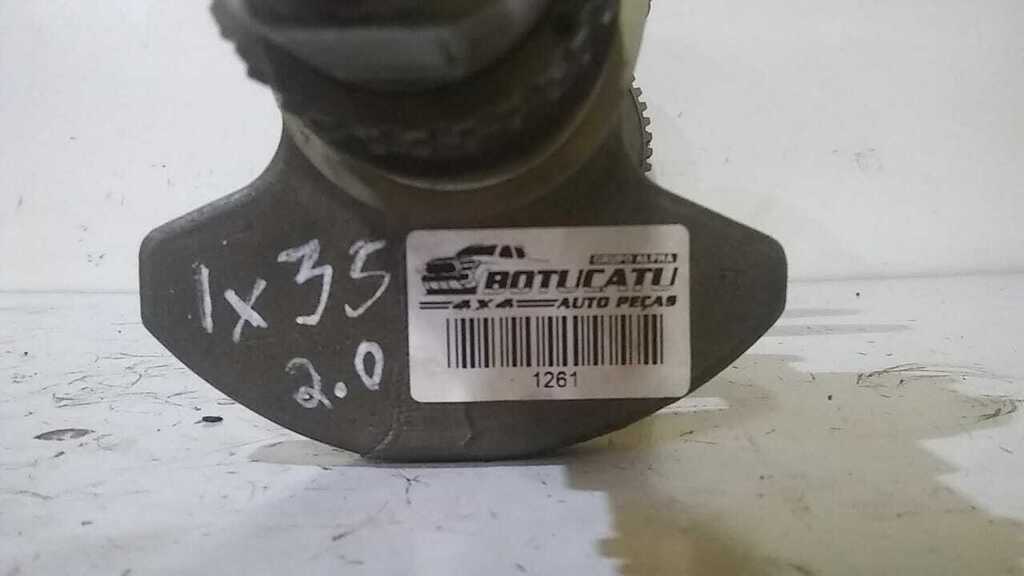 1x35
2.0
GRUPO ALPHA
BOTUCATU
4X4 AUTO PEÇAS
1261